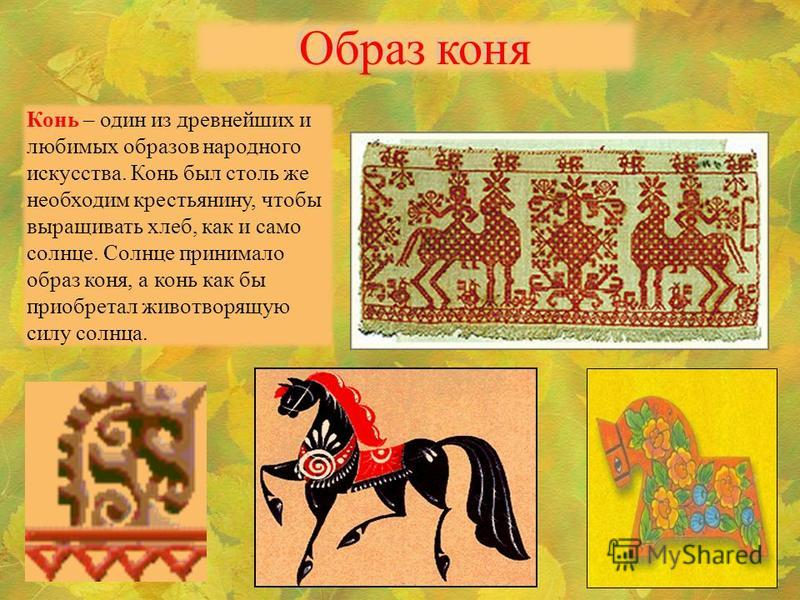 Образ коня
Конь – один из древнейших и
любимых образов народного
искусства. Конь был столь же
необходим крестьянину, чтобы
выращивать хлеб, как и само
солнце. Солнце принимало
образ коня, а конь как бы
приобретал животворящую
силу солнца.
MyShared